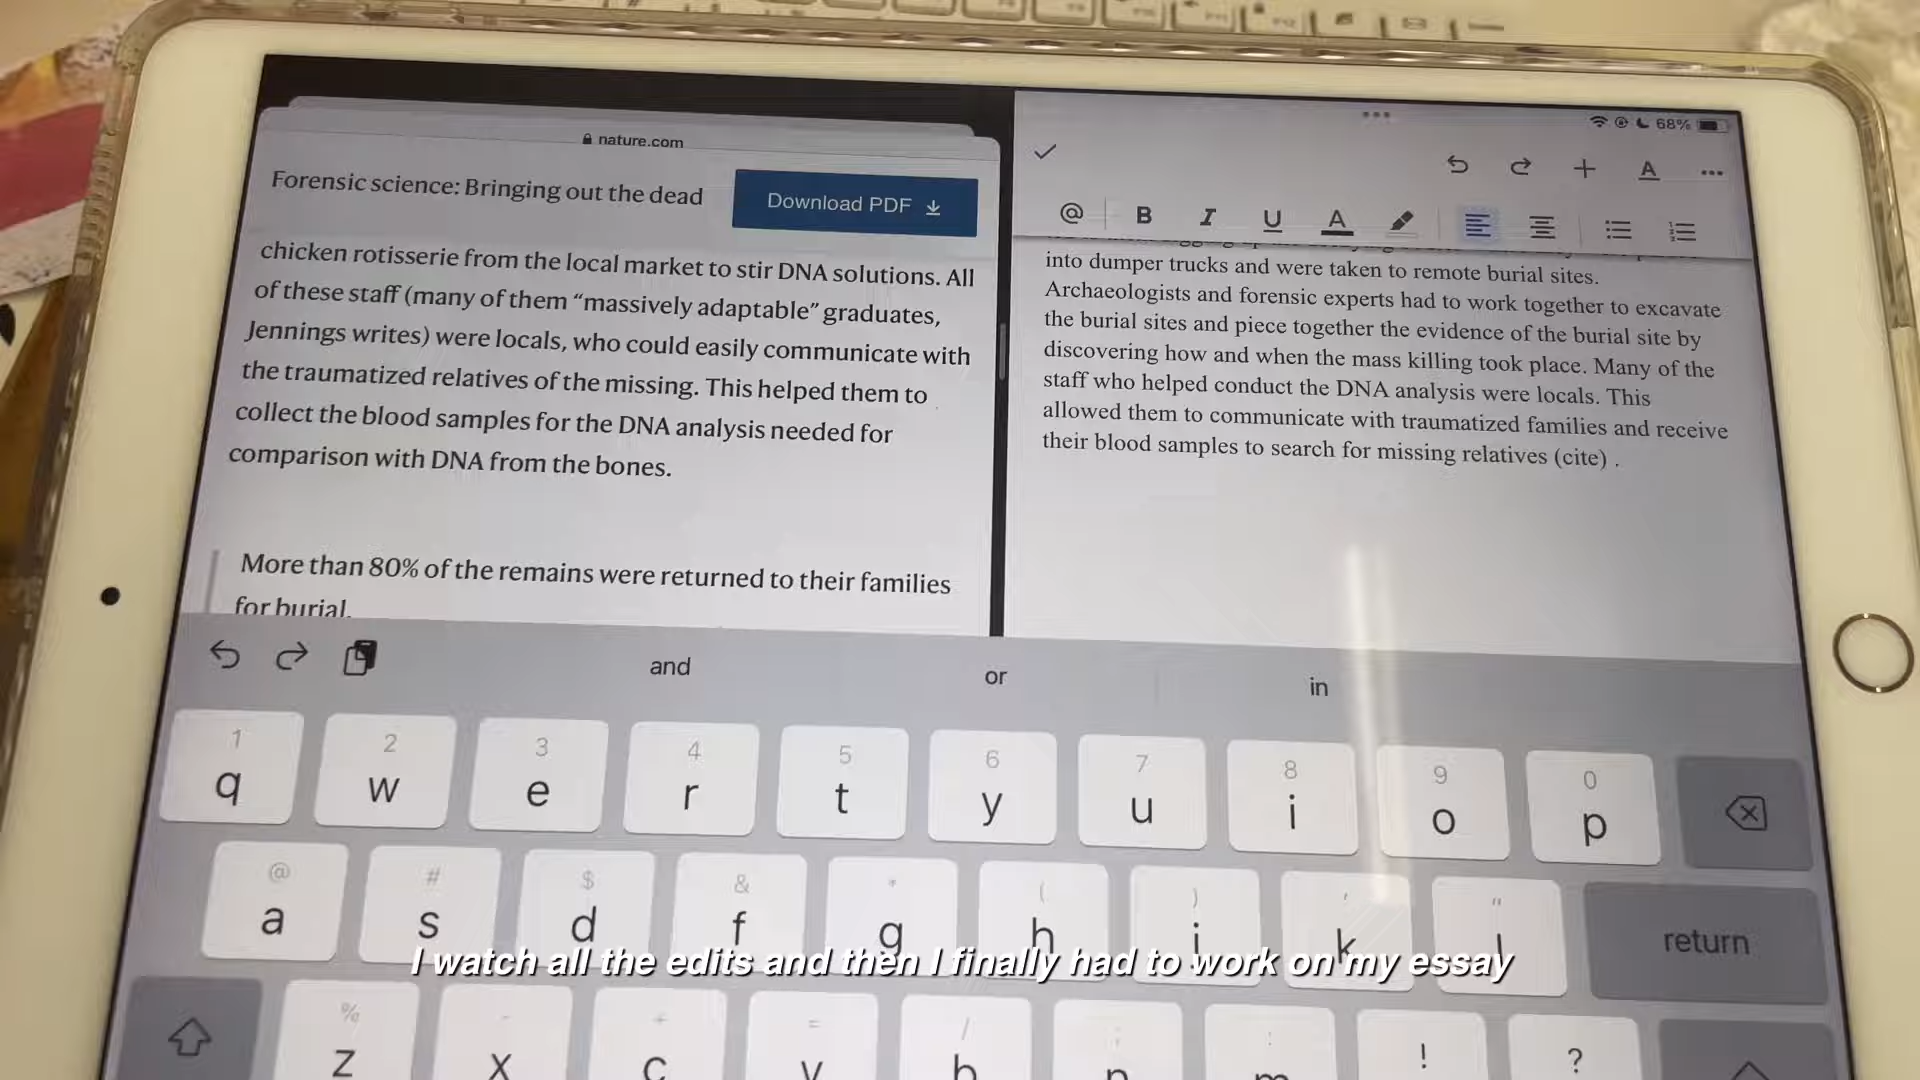 nature.com
Forensic science: Bringing out the dead
Download PDF
chicken rotisserie from the local market to stir DNA solutions. All
of these staff (many of them “massively adaptable” graduates,
Jennings writes) were locals, who could easily communicate with
the traumatized relatives of the missing. This helped them to
collect the blood samples for the DNA analysis needed for
comparison with DNA from the bones.
More than 80% of the remains were returned to their families
for burial.
68%
@ B I U A
A
into dumper trucks and were taken to remote burial sites.
Archaeologists and forensic experts had to work together to excavate
the burial sites and piece together the evidence of the burial site by
discovering how and when the mass killing took place. Many of the
staff who helped conduct the DNA analysis were locals. This
allowed them to communicate with traumatized families and receive
their blood samples to search for missing relatives (cite) .
and or in
1 2 3 4 5 6 7 8 9 0
q w e r t y u i o p
@ # $ & * ( ) ' "
a s d f g h j k l return
I watch all the edits and then I finally had to work on my essay
% - + = / ; : ! ?
z x c v b n m